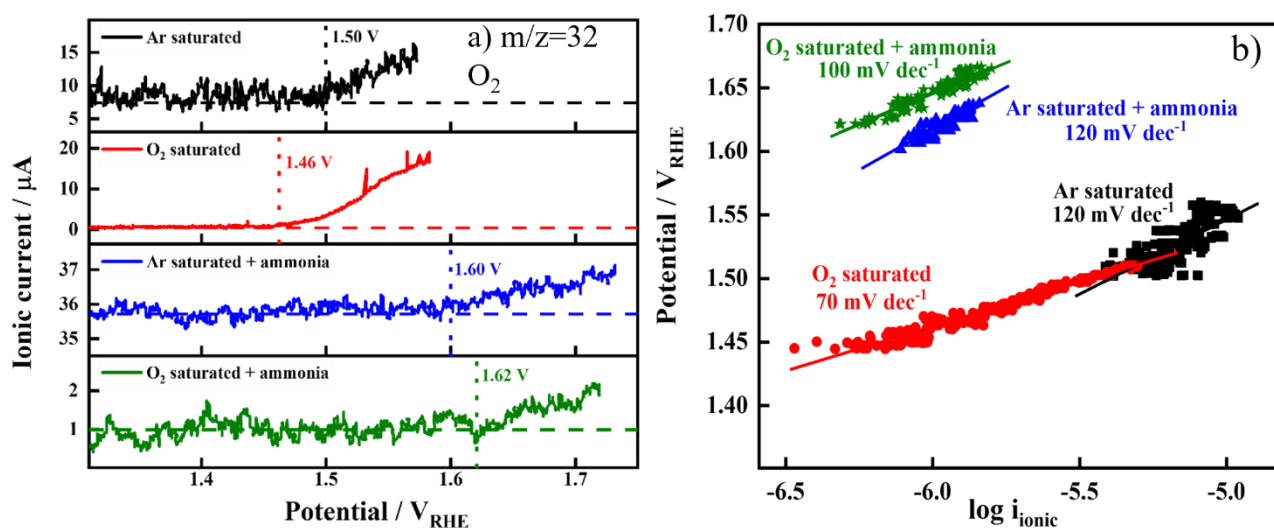 a) m/z=32
O₂
Ar saturated
1.50 V
15
10
5
O₂ saturated
1.46 V
20
10
0
Ar saturated + ammonia
1.60 V
37
36
35
O₂ saturated + ammonia
1.62 V
2
1
1.4 1.5 1.6 1.7
Potential / V_RHE
Ionic current / μA
b)
O₂ saturated + ammonia
100 mV dec⁻¹
Ar saturated + ammonia
120 mV dec⁻¹
Ar saturated
120 mV dec⁻¹
O₂ saturated
70 mV dec⁻¹
1.70
1.65
1.60
1.55
1.50
1.45
1.40
-6.5 -6.0 -5.5 -5.0
log i_ionic
Potential / V_RHE